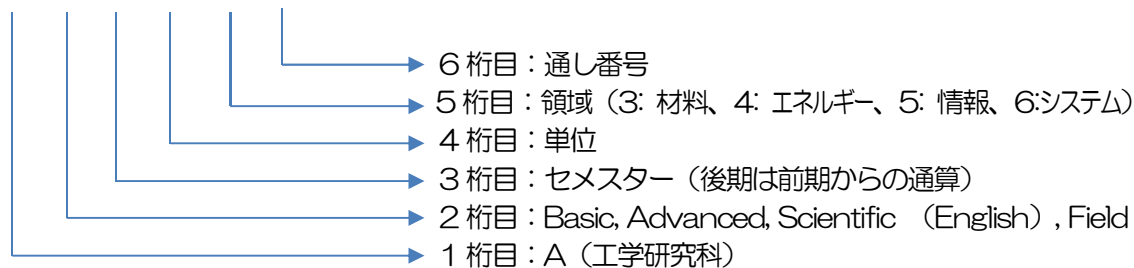 6桁目：通し番号
5桁目：領域（3: 材料、4: エネルギー、5: 情報、6:システム）
4桁目：単位
3桁目：セメスター（後期は前期からの通算）
2桁目：Basic, Advanced, Scientific （English）, Field
1桁目：A（工学研究科）